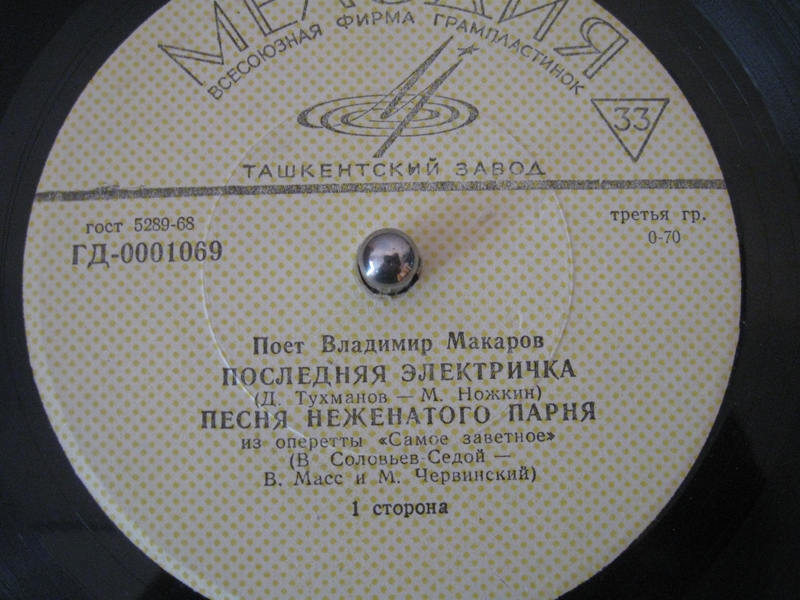 МЕЛОДИЯ
ВСЕСОЮЗНАЯ ФИРМА ГРАМПЛАСТИНОК
33
ТАШКЕНТСКИЙ ЗАВОД
гост 5289-68
третья гр.
ГД-0001069
0-70
Поет Владимир Макаров
ПОСЛЕДНЯЯ ЭЛЕКТРИЧКА
(Д. Тухманов — М. Ножкин)
ПЕСНЯ НЕЖЕНАТОГО ПАРНЯ
из оперетты «Самое заветное»
(В Соловьев-Седой —
В. Масс и М. Червинский)
1 сторона